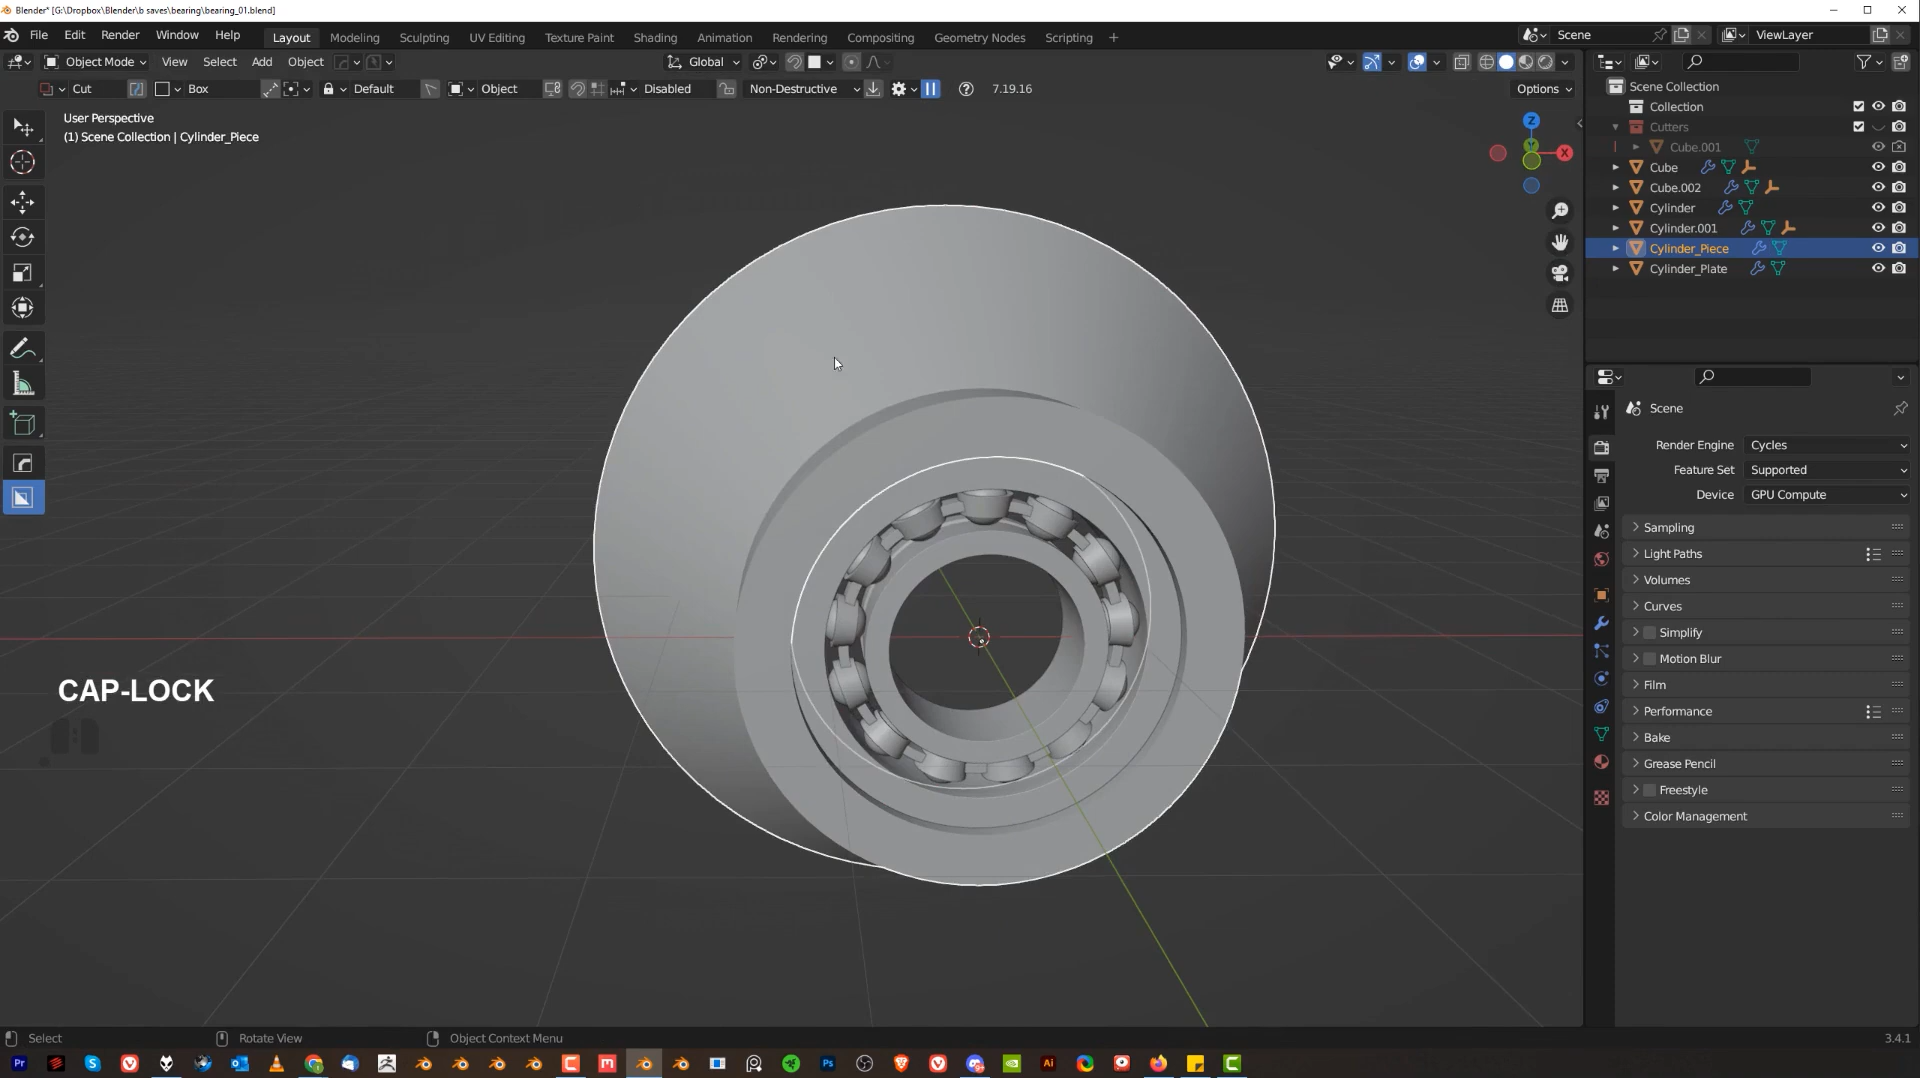 Blender* [G:\Dropbox\Blender\b saves\bearing\bearing_01.blend]
File Edit Render Window Help Layout Modeling Sculpting UV Editing Texture Paint Shading Animation Rendering Compositing Geometry Nodes Scripting + Scene ViewLayer
Object Mode View Select Add Object Global
Cut Box Default Object Disabled Non-Destructive 7.19.16 Options
User Perspective
(1) Scene Collection | Cylinder_Piece
Z
Y
X
CAP-LOCK
Scene Collection
Collection
Cutters
Cube.001
Cube
Cube.002
Cylinder
Cylinder.001
Cylinder_Piece
Cylinder_Plate
Scene
Render Engine Cycles
Feature Set Supported
Device GPU Compute
Sampling
Light Paths
Volumes
Curves
Simplify
Motion Blur
Film
Performance
Bake
Grease Pencil
Freestyle
Color Management
Select Rotate View Object Context Menu 3.4.1
Pr S M Ps Ai